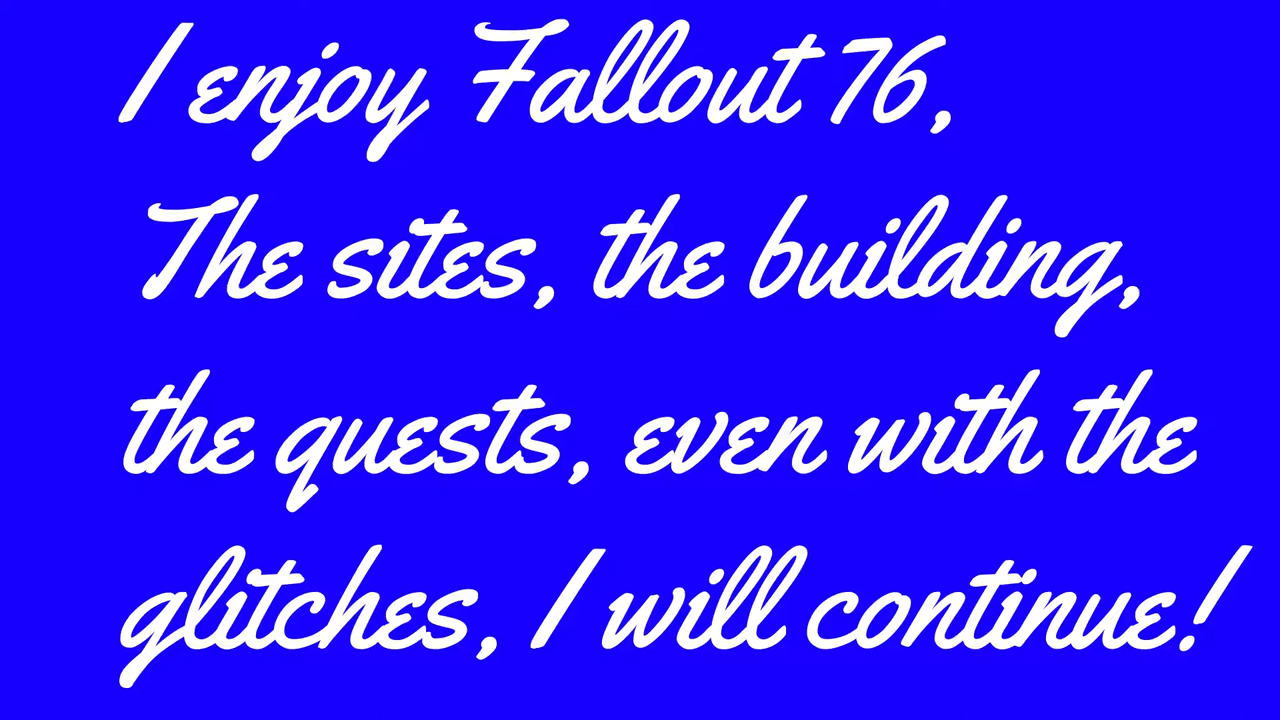 I enjoy Fallout 76,
The sites, the building,
the quests, even with the
glitches, I will continue!